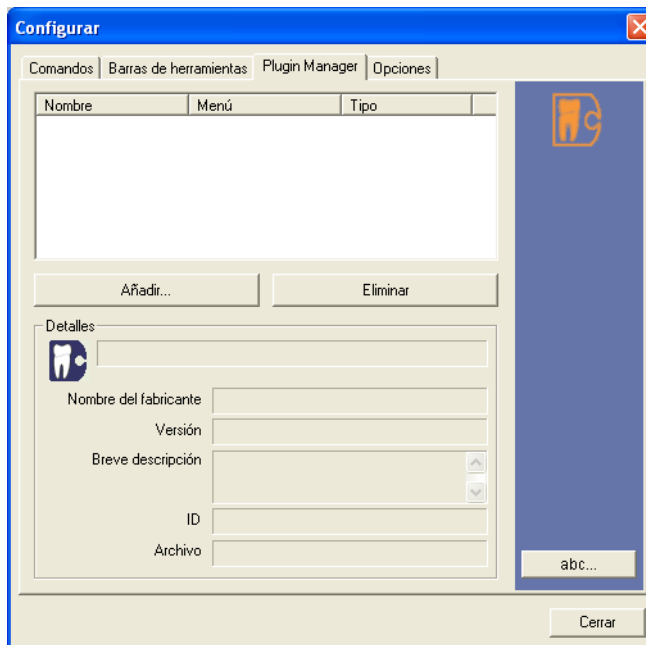 Configurar
Comandos Barras de herramientas Plugin Manager Opciones
Nombre Menú Tipo
Añadir... Eliminar
Detalles
Nombre del fabricante
Versión
Breve descripción
ID
Archivo
abc...
Cerrar